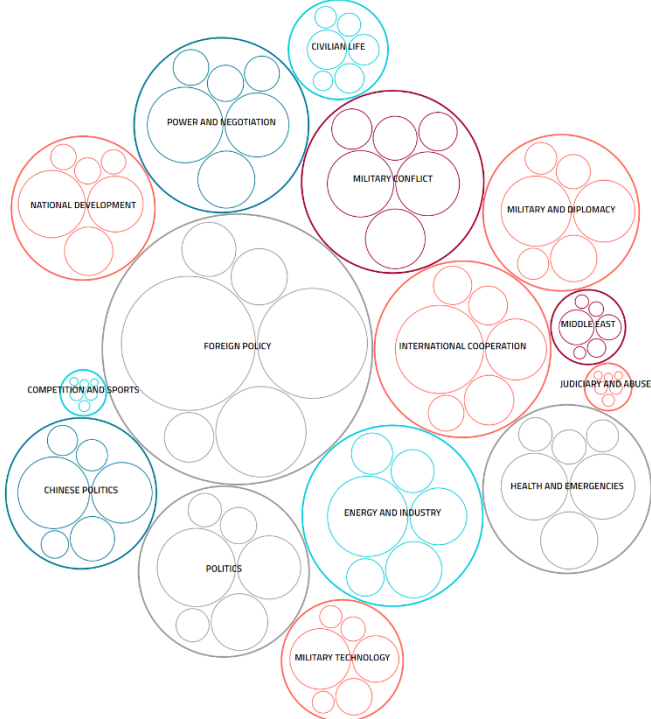 CIVILIAN LIFE
POWER AND NEGOTIATION
MILITARY CONFLICT
NATIONAL DEVELOPMENT
MILITARY AND DIPLOMACY
MIDDLE EAST
FOREIGN POLICY
INTERNATIONAL COOPERATION
JUDICIARY AND ABUSE
COMPETITION AND SPORTS
CHINESE POLITICS
HEALTH AND EMERGENCIES
ENERGY AND INDUSTRY
POLITICS
MILITARY TECHNOLOGY